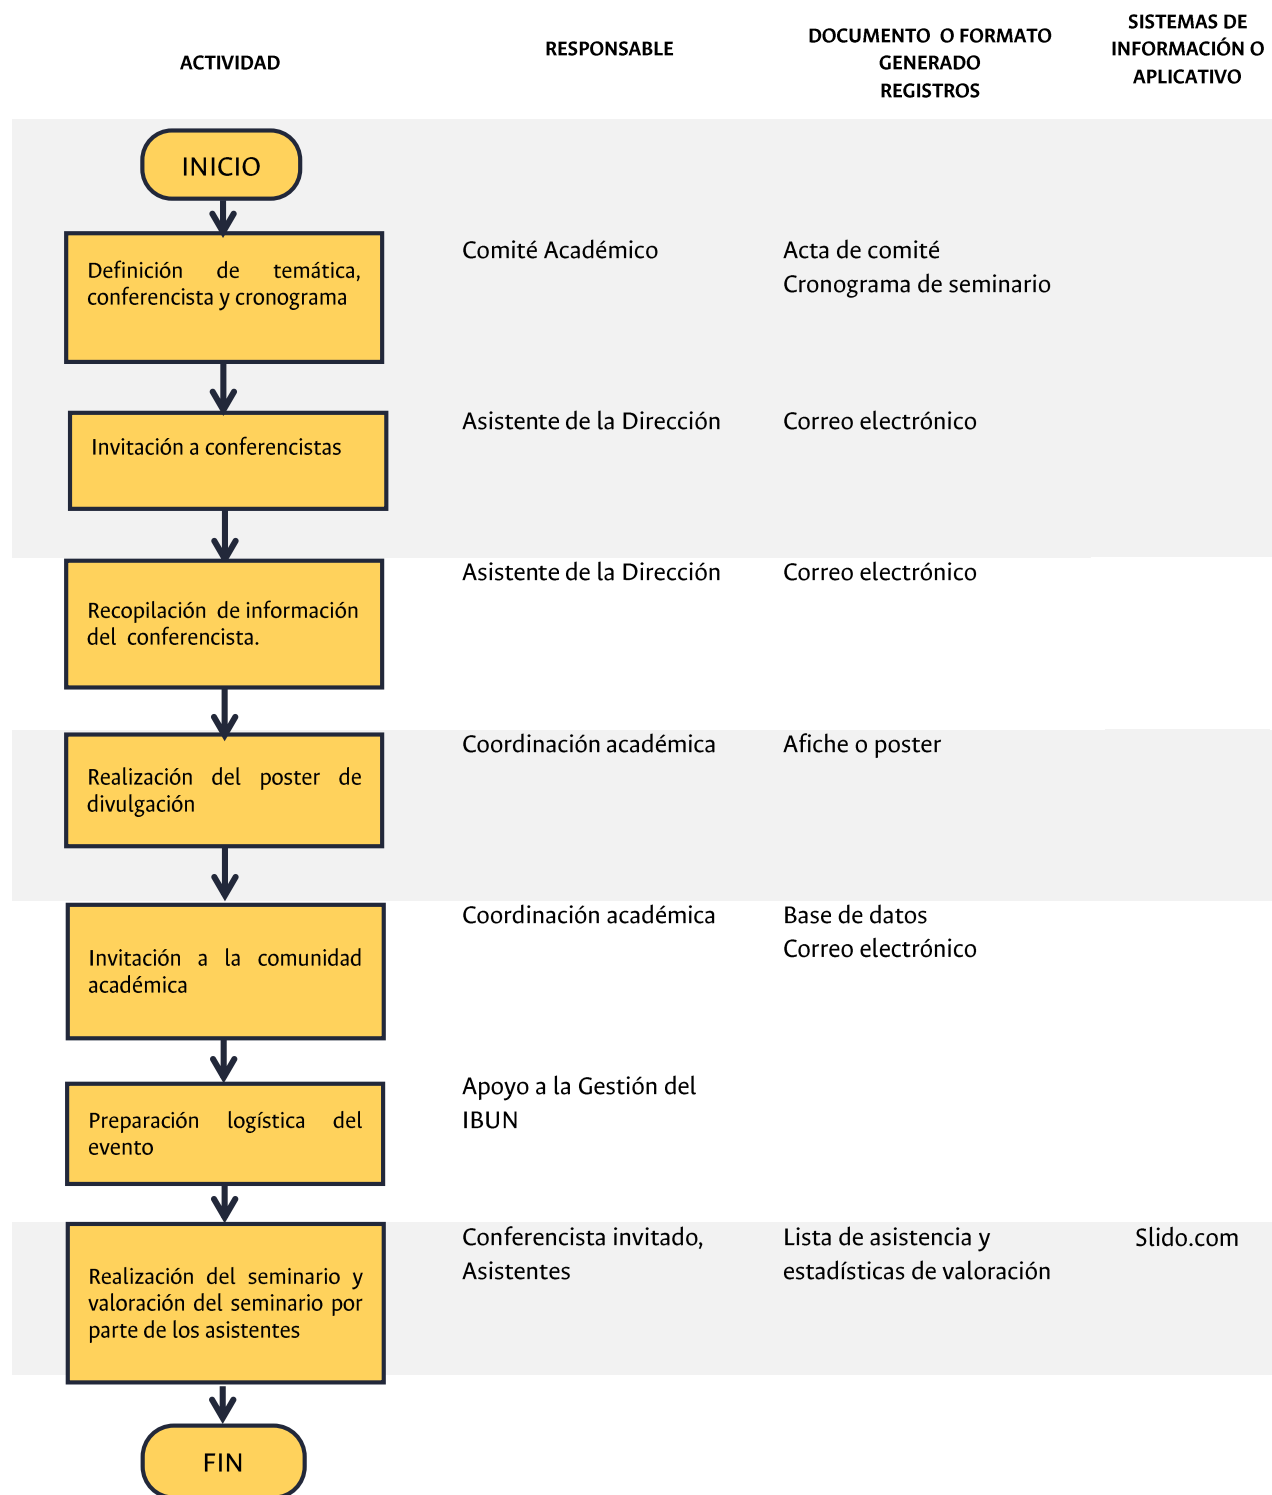 ACTIVIDAD
RESPONSABLE
DOCUMENTO O FORMATO
GENERADO
REGISTROS
SISTEMAS DE
INFORMACIÓN O
APLICATIVO
INICIO
Definición de temática,
conferencista y cronograma
Comité Académico
Acta de comité
Cronograma de seminario
Invitación a conferencistas
Asistente de la Dirección
Correo electrónico
Recopilación de información
del conferencista.
Asistente de la Dirección
Correo electrónico
Realización del poster de
divulgación
Coordinación académica
Afiche o poster
Invitación a la comunidad
académica
Coordinación académica
Base de datos
Correo electrónico
Preparación logística del
evento
Apoyo a la Gestión del
IBUN
Realización del seminario y
valoración del seminario por
parte de los asistentes
Conferencista invitado,
Asistentes
Lista de asistencia y
estadísticas de valoración
Slido.com
FIN